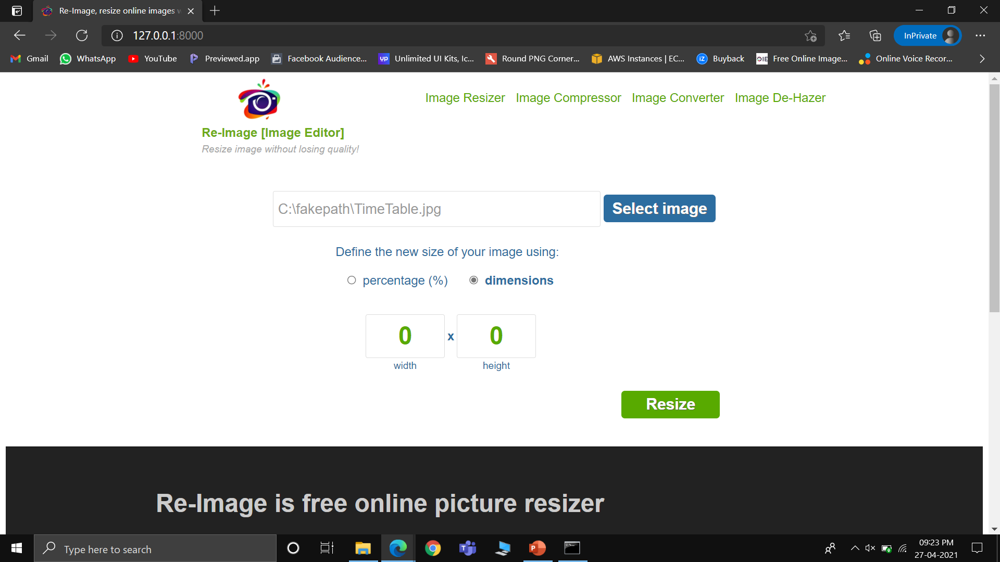 Re-Image, resize online images w
127.0.0.1:8000
InPrivate
Gmail
WhatsApp
YouTube
Previewed.app
Facebook Audience...
up
Unlimited UI Kits, Ic...
Round PNG Corner...
AWS Instances | EC...
iZ
Buyback
OIE
Free Online Image...
Online Voice Recor...
Image Resizer Image Compressor Image Converter Image De-Hazer
Re-Image [Image Editor]
Resize image without losing quality!
C:\fakepath\TimeTable.jpg
Select image
Define the new size of your image using:
percentage (%) dimensions
0 x 0
width height
Resize
Re-Image is free online picture resizer
Type here to search
09:23 PM
27-04-2021